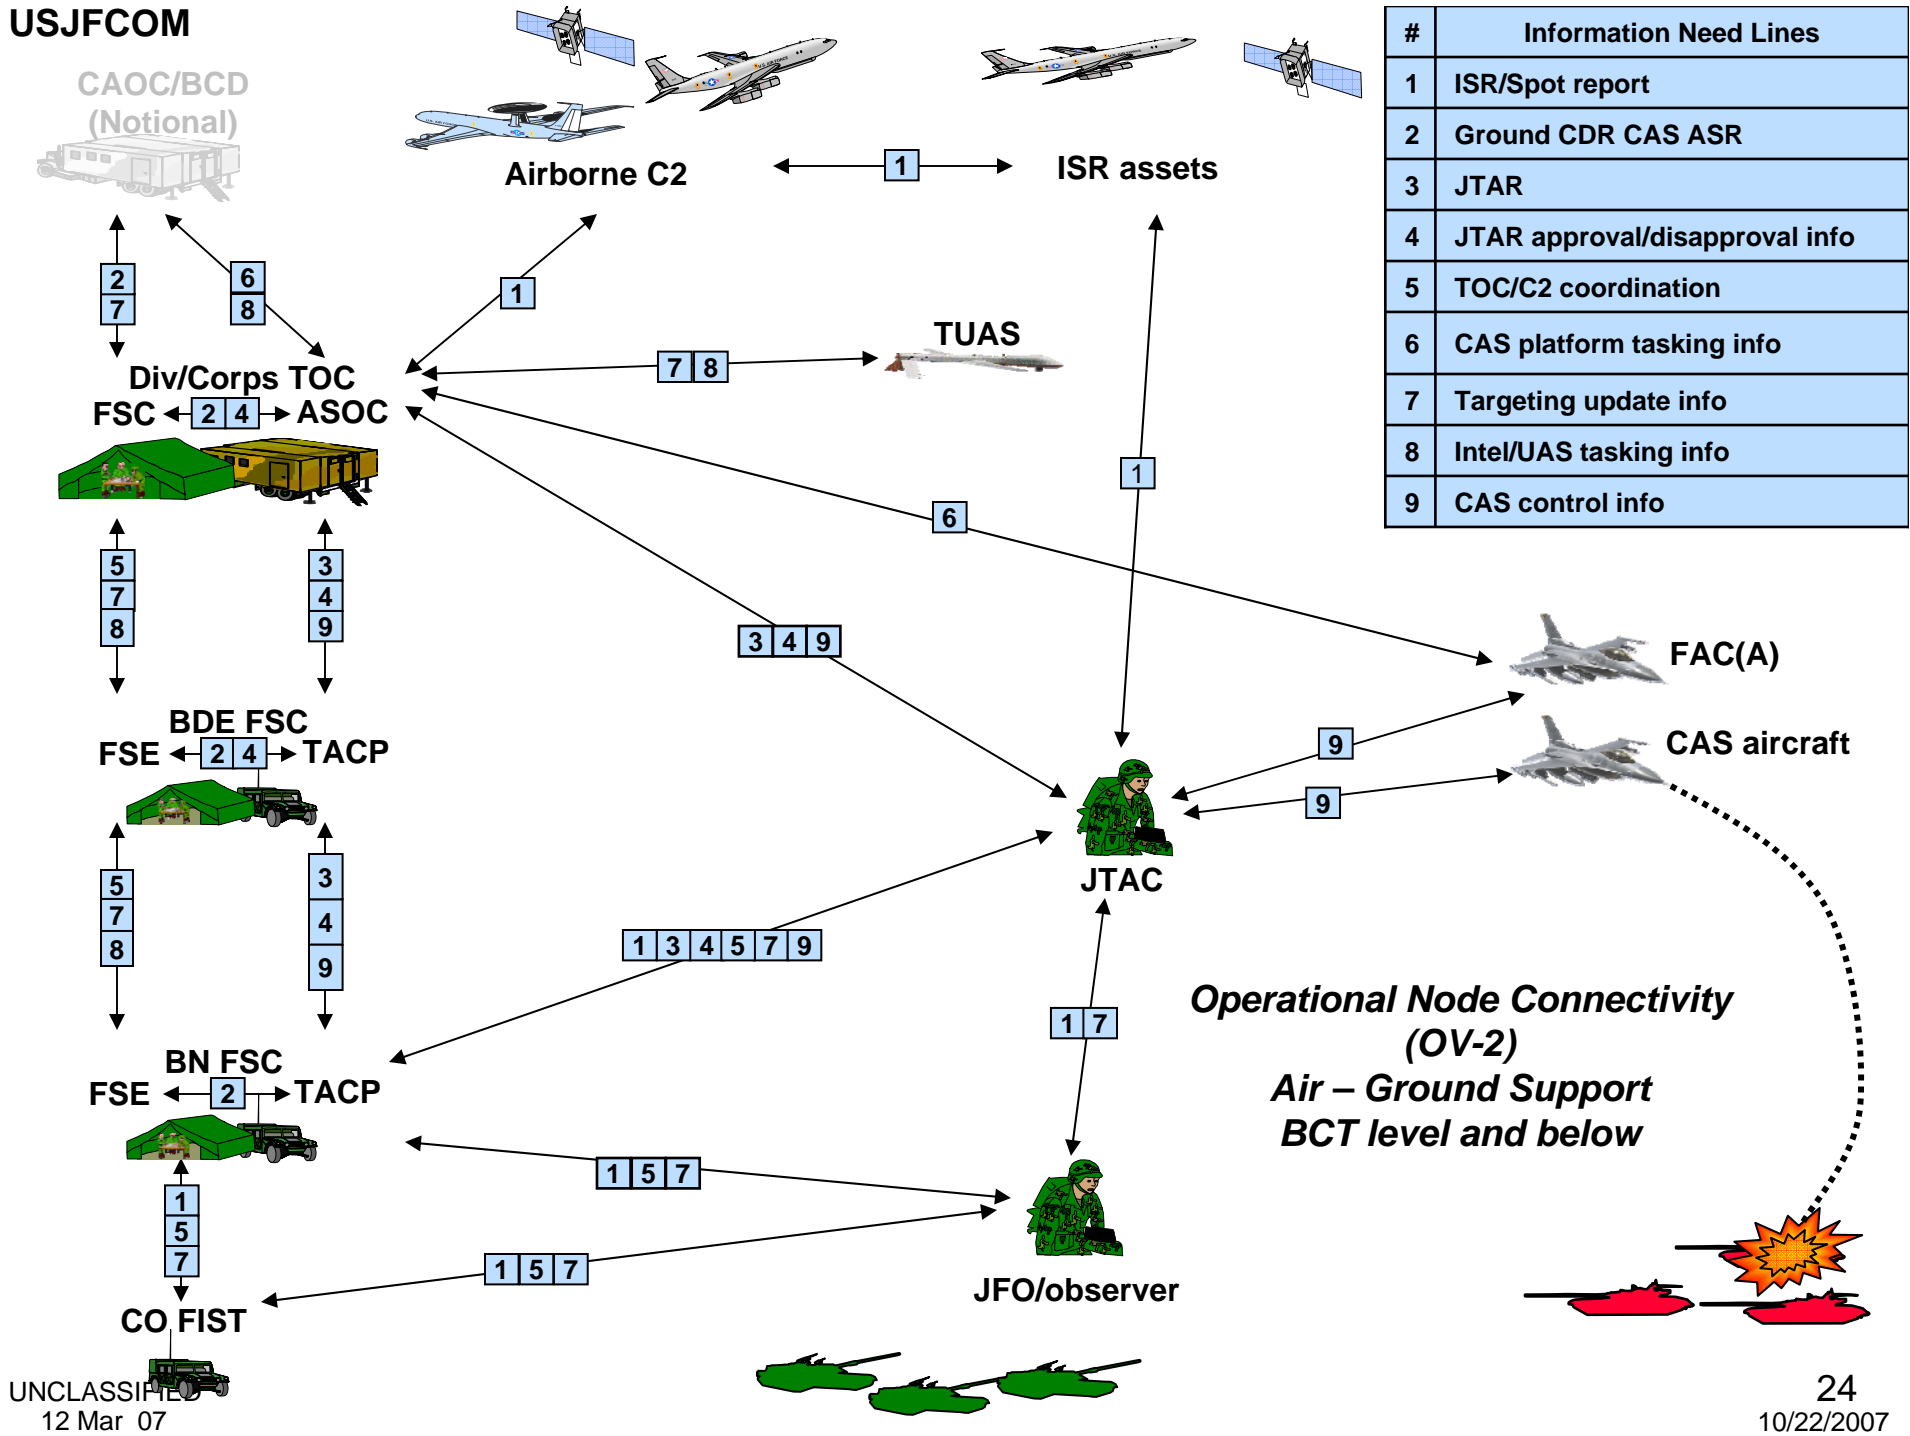 USJFCOM
CAOC/BCD
(Notional)
Airborne C2
1
ISR assets
# Information Need Lines
1 ISR/Spot report
2 Ground CDR CAS ASR
3 JTAR
4 JTAR approval/disapproval info
5 TOC/C2 coordination
6 CAS platform tasking info
7 Targeting update info
8 Intel/UAS tasking info
9 CAS control info
2
7
6
8
1
TUAS
7 8
Div/Corps TOC
FSC 2 4 ASOC
1
6
5
7
8
3
4
9
3 4 9
FAC(A)
BDE FSC
FSE 2 4 TACP
9
CAS aircraft
9
JTAC
5
7
8
3
4
9
1 3 4 5 7 9
1 7
Operational Node Connectivity
(OV-2)
Air – Ground Support
BCT level and below
BN FSC
FSE 2 TACP
1 5 7
1
5
7
1 5 7
JFO/observer
CO FIST
UNCLASSIFIED
12 Mar 07
24
10/22/2007